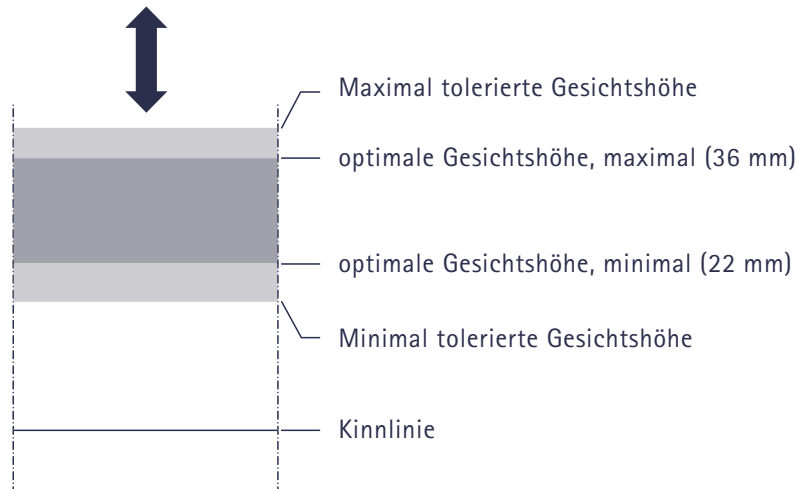 Maximal tolerierte Gesichtshöhe
optimale Gesichtshöhe, maximal (36 mm)
optimale Gesichtshöhe, minimal (22 mm)
Minimal tolerierte Gesichtshöhe
Kinnlinie